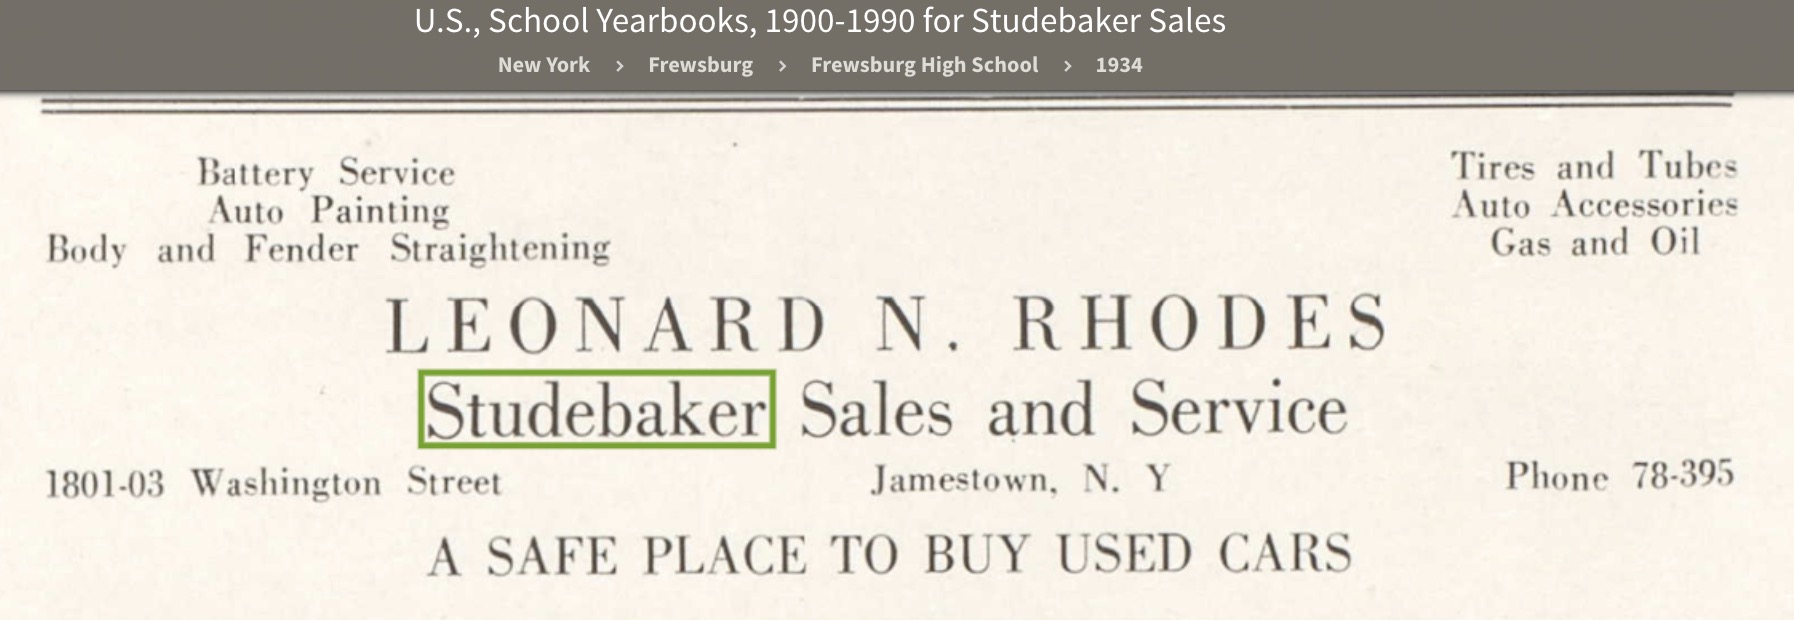 U.S., School Yearbooks, 1900-1990 for Studebaker Sales
New York > Frewsburg > Frewsburg High School > 1934
Battery Service
Auto Painting
Body and Fender Straightening
Tires and Tubes
Auto Accessories
Gas and Oil
LEONARD N. RHODES
Studebaker Sales and Service
1801-03 Washington Street Jamestown, N. Y Phone 78-395
A SAFE PLACE TO BUY USED CARS